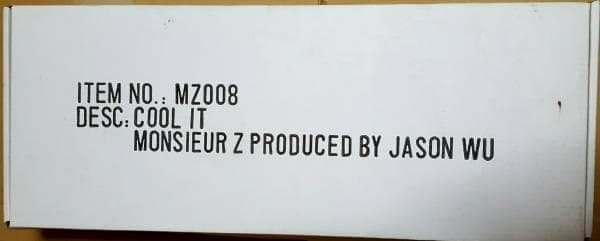 ITEM NO.: MZ008
DESC: COOL IT
MONSIEUR Z PRODUCED BY JASON WU